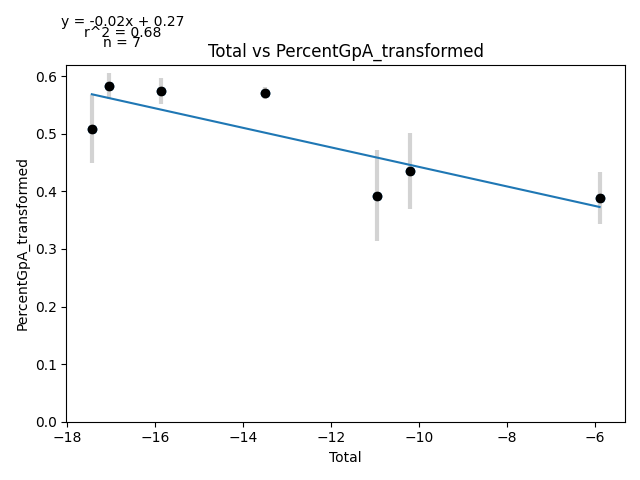 y = -0.02x + 0.27
r^2 = 0.68
n = 7
Total vs PercentGpA_transformed
PercentGpA_transformed
0.6
0.5
0.4
0.3
0.2
0.1
0.0
−18 −16 −14 −12 −10 −8 −6
Total